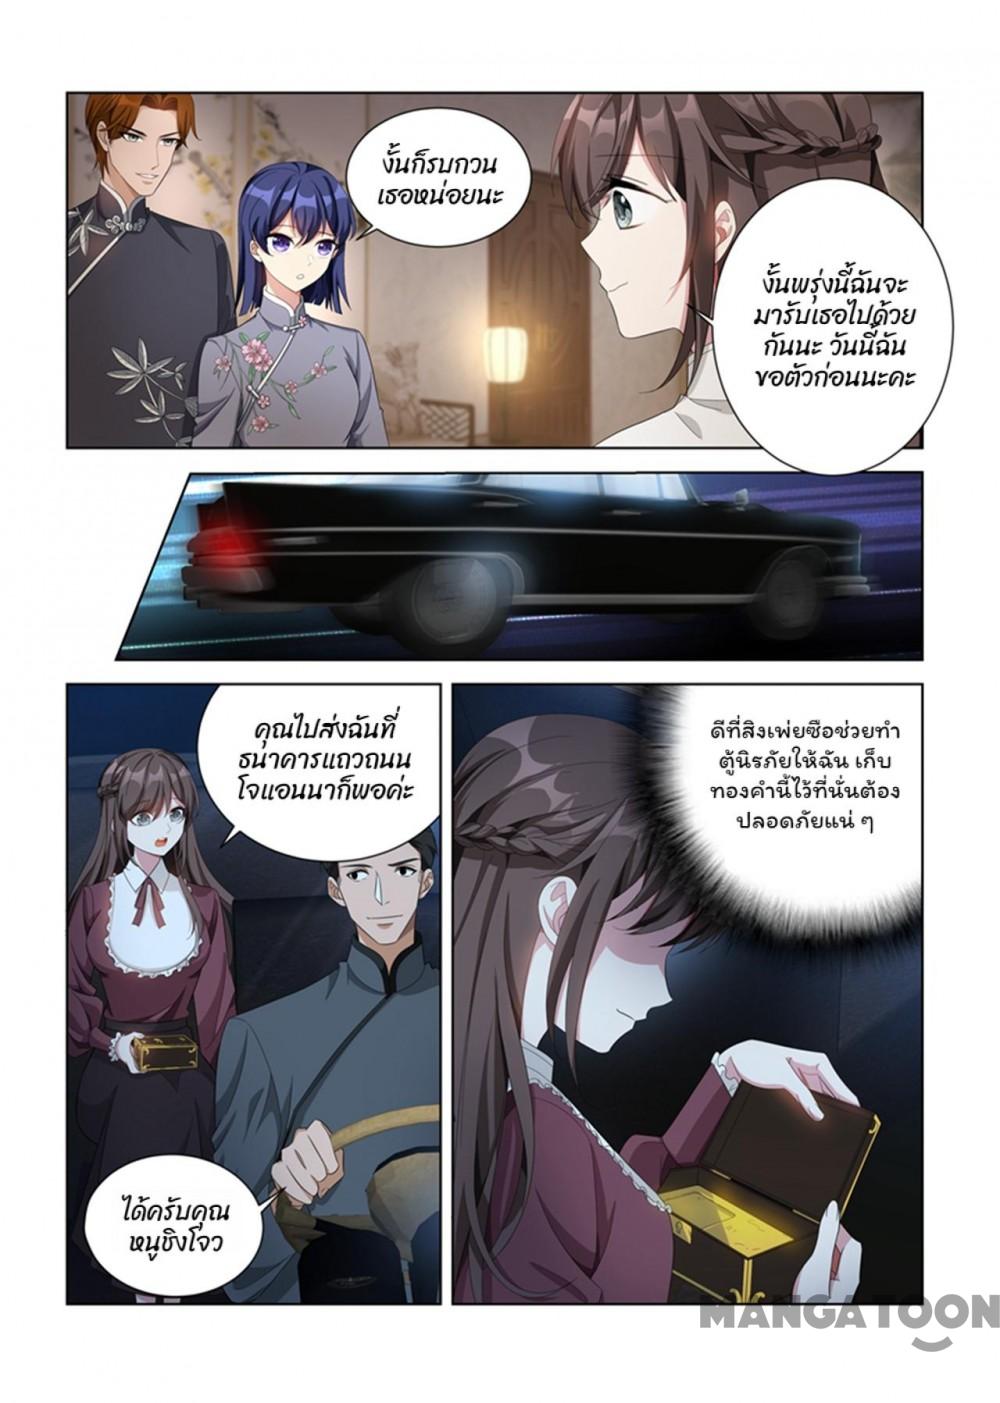 งั้นก็รบกวน
เธอหน่อยนะ
งั้นพรุ่งนี้ฉันจะ
มารับเธอไปด้วย
กันนะ วันนี้ฉัน
ขอตัวก่อนนะคะ
คุณไปส่งฉันที่
ธนาคารแถวถนน
โจแอนนาก็พอค่ะ
ดีที่สิงเพ่ยซือช่วยทำ
ตู้นิรภัยให้ฉัน เก็บ
ทองคำนี้ไว้ที่นั่นต้อง
ปลอดภัยแน่ ๆ
ได้ครับคุณ
หนูชิงโจว
MANGATOON